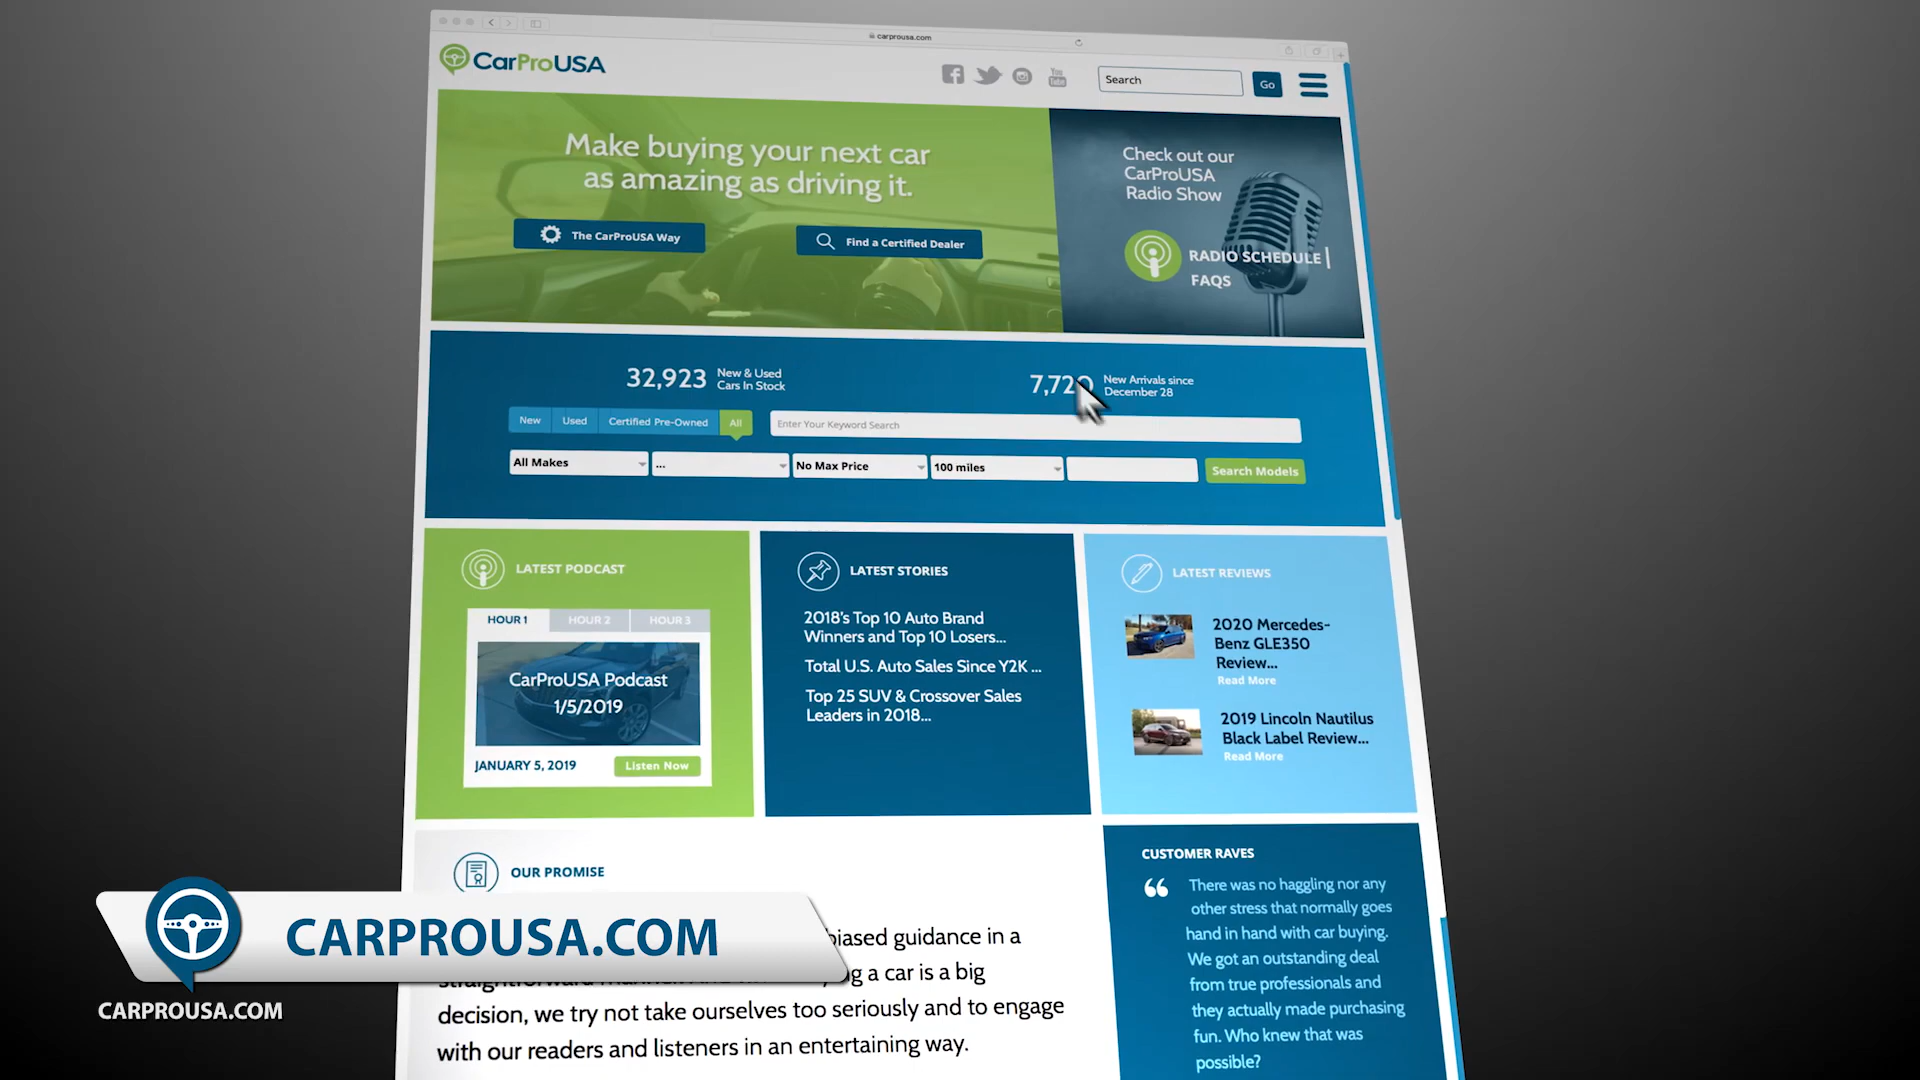 carprousa.com
CarProUSA
You
Tube
Search
Go
Make buying your next car
as amazing as driving it.
The CarProUSA Way
Find a Certified Dealer
Check out our
CarProUSA
Radio Show
RADIO SCHEDULE |
FAQS
32,923
New & Used
Cars In Stock
7,720
New Arrivals since
December 28
New
Used
Certified Pre-Owned
All
Enter Your Keyword Search
All Makes
...
No Max Price
100 miles
Search Models
LATEST PODCAST
HOUR 1
HOUR 2
HOUR 3
CarProUSA Podcast
1/5/2019
JANUARY 5, 2019
Listen Now
LATEST STORIES
2018's Top 10 Auto Brand
Winners and Top 10 Losers...
Total U.S. Auto Sales Since Y2K ...
Top 25 SUV & Crossover Sales
Leaders in 2018...
LATEST REVIEWS
2020 Mercedes-
Benz GLE350
Review...
Read More
2019 Lincoln Nautilus
Black Label Review...
Read More
OUR PROMISE
biased guidance in a
a car is a big
decision, we try not take ourselves too seriously and to engage
with our readers and listeners in an entertaining way.
CUSTOMER RAVES
“ There was no haggling nor any
other stress that normally goes
hand in hand with car buying.
We got an outstanding deal
from true professionals and
they actually made purchasing
fun. Who knew that was
possible?
CARPROUSA.COM
CARPROUSA.COM